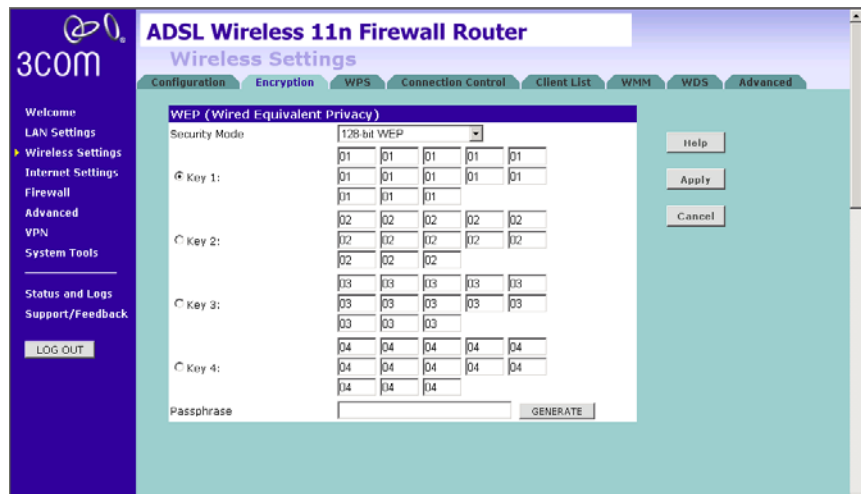 3COM
ADSL Wireless 11n Firewall Router
Wireless Settings
Configuration Encryption WPS Connection Control Client List WMM WDS Advanced
Welcome
LAN Settings
Wireless Settings
Internet Settings
Firewall
Advanced
VPN
System Tools
Status and Logs
Support/Feedback
LOG OUT
WEP (Wired Equivalent Privacy)
Security Mode 128-bit WEP
Key 1:
01 01 01 01 01
01 01 01 01 01
01 01 01
Key 2:
02 02 02 02 02
02 02 02 02 02
02 02 02
Key 3:
03 03 03 03 03
03 03 03 03 03
03 03 03
Key 4:
04 04 04 04 04
04 04 04 04 04
04 04 04
Passphrase GENERATE
Help
Apply
Cancel